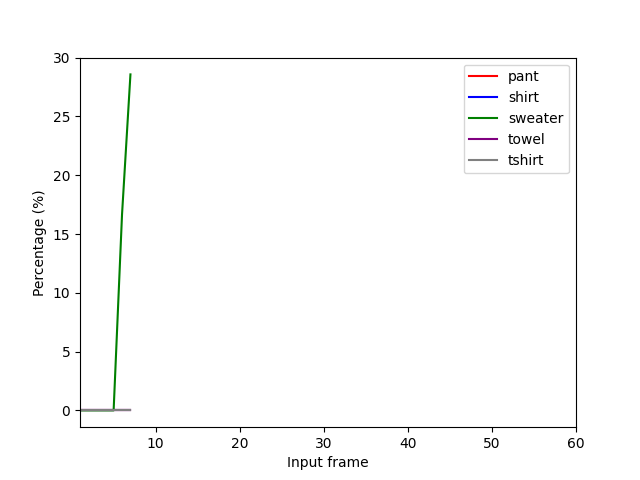 30
25
20
15
10
5
0
Percentage (%)
10 20 30 40 50 60
Input frame
pant
shirt
sweater
towel
tshirt